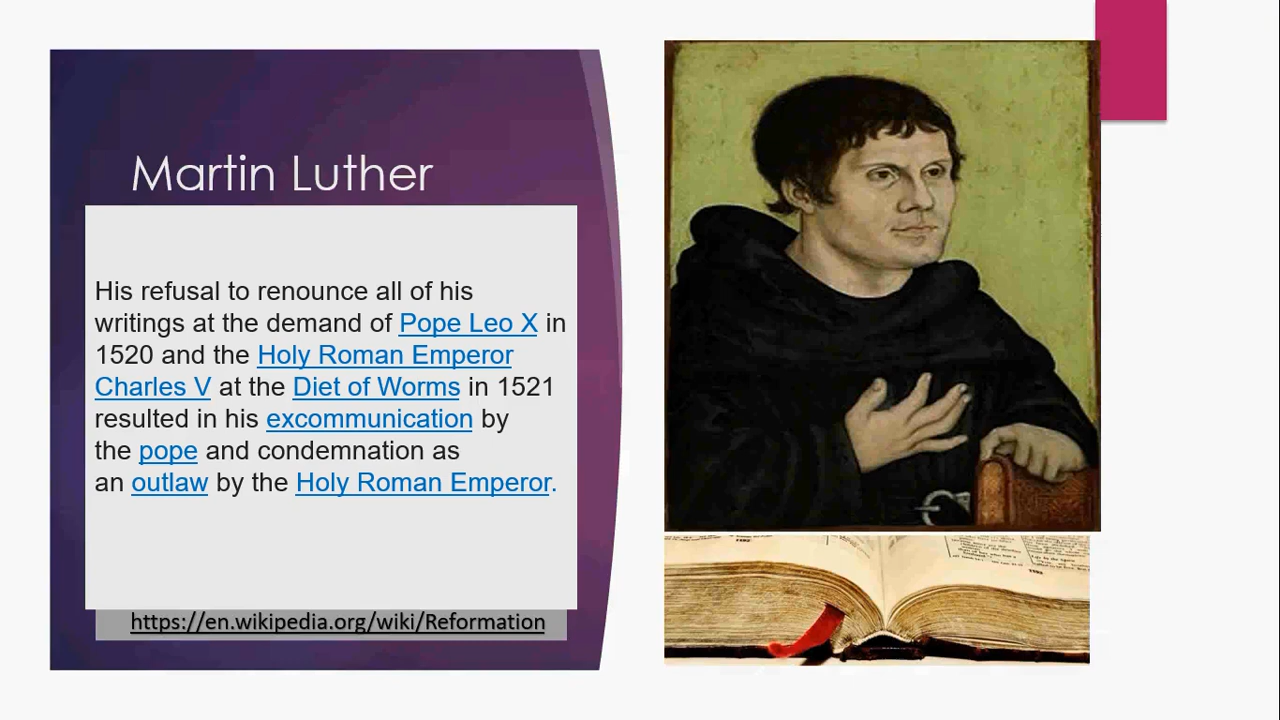 Martin Luther
His refusal to renounce all of his
writings at the demand of Pope Leo X in
1520 and the Holy Roman Emperor
Charles V at the Diet of Worms in 1521
resulted in his excommunication by
the pope and condemnation as
an outlaw by the Holy Roman Emperor.
https://en.wikipedia.org/wiki/Reformation